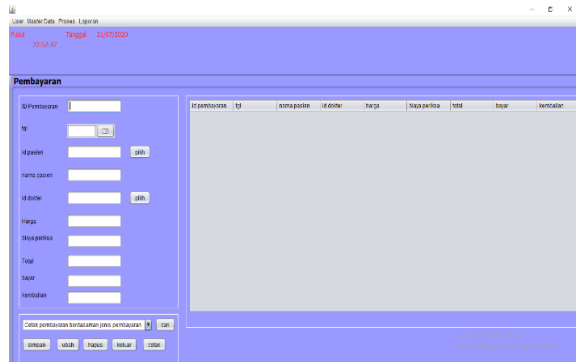 User Master Data Proses Laporan
Pukul Tanggal 21/07/2020
22:52:47
Pembayaran
ID Pembayaran
tgl
id pasien pilih
nama pasien
id dokter pilih
Harga
biaya periksa
Total
bayar
kembalian
id pembayaran tgl nama pasien id dokter harga biaya periksa total bayar kembalian
Cetak pembayaran berdasarkan jenis pembayaran cari
simpan ubah hapus keluar cetak